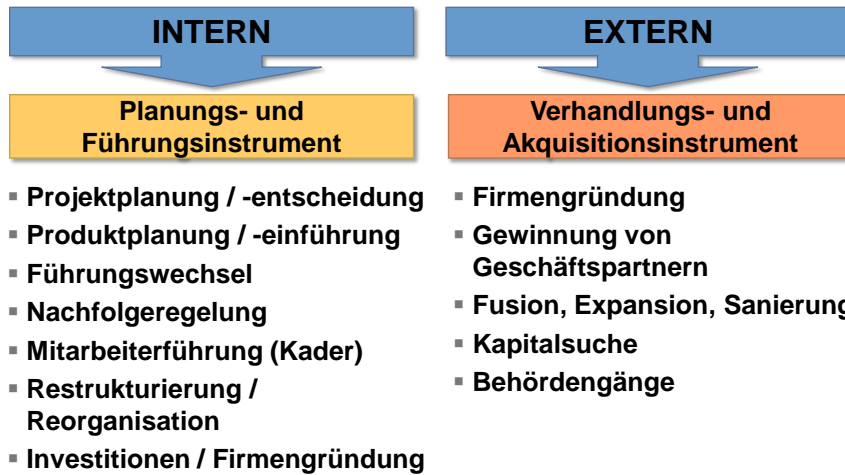 INTERN
Planungs- und
Führungsinstrument
Projektplanung / -entscheidung
Produktplanung / -einführung
Führungswechsel
Nachfolgeregelung
Mitarbeiterführung (Kader)
Restrukturierung /
Reorganisation
Investitionen / Firmengründung
EXTERN
Verhandlungs- und
Akquisitionsinstrument
Firmengründung
Gewinnung von
Geschäftspartnern
Fusion, Expansion, Sanierung
Kapitalsuche
Behördengänge